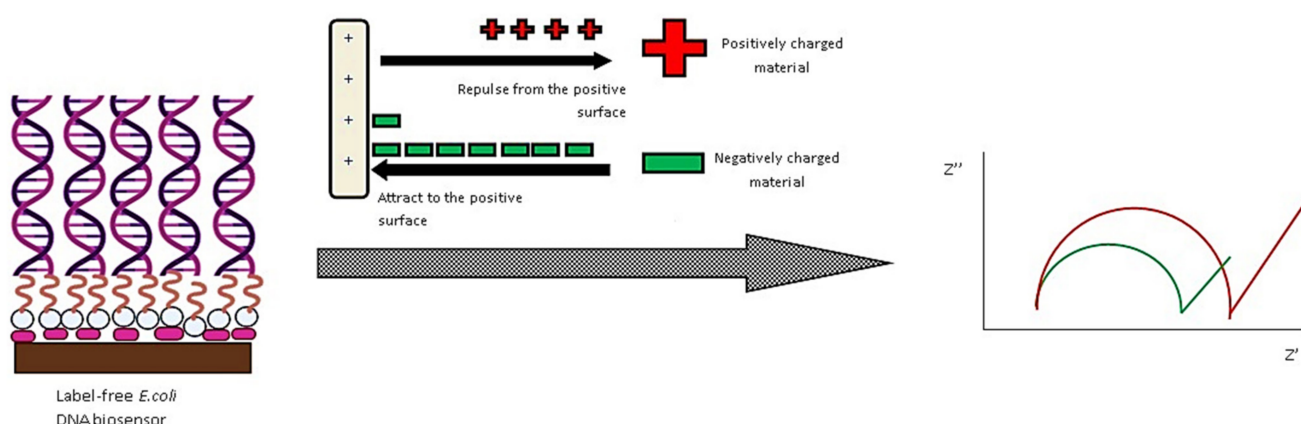 +
+
+
+
Repulse from the positive
surface
Positively charged
material
Attract to the positive
surface
Negatively charged
material
Label-free E.coli
DNA biosensor
Z''
Z'